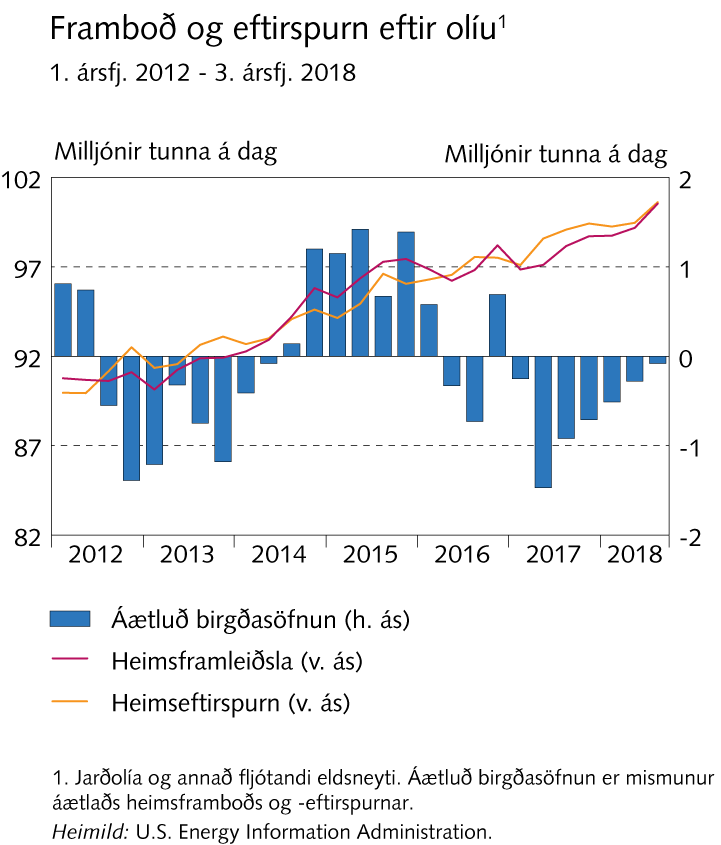 Framboð og eftirspurn eftir olíu¹
1. ársfj. 2012 - 3. ársfj. 2018
Milljónir tunna á dag
Milljónir tunna á dag
102
2
97
1
92
0
87
-1
82
-2
2012 2013 2014 2015 2016 2017 2018
Áætluð birgðasöfnun (h. ás)
Heimsframleiðsla (v. ás)
Heimseftirspurn (v. ás)
1. Jarðolía og annað fljótandi eldsneyti. Áætluð birgðasöfnun er mismunur
áætlaðs heimsframboðs og -eftirspurnar.
Heimild: U.S. Energy Information Administration.